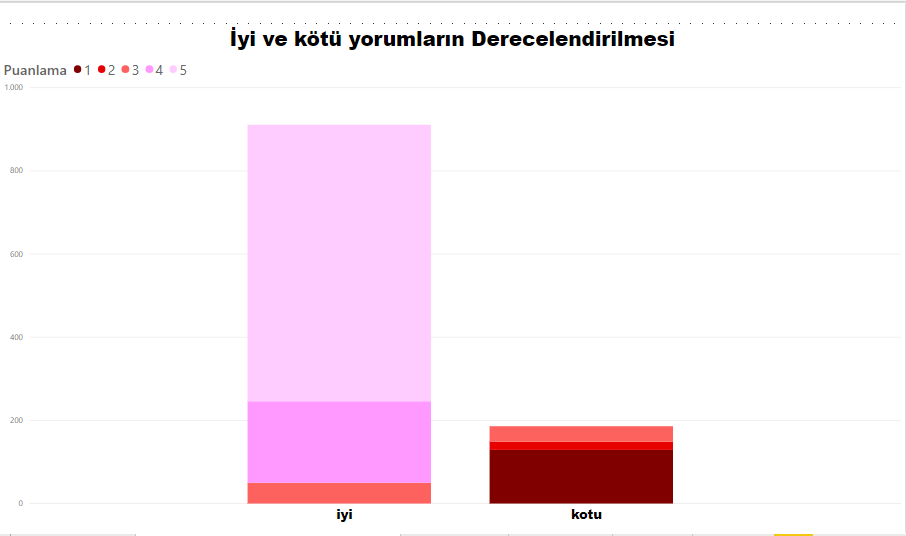 İyi ve kötü yorumların Derecelendirilmesi
Puanlama 1 2 3 4 5
1.000
800
600
400
200
0
iyi kotu